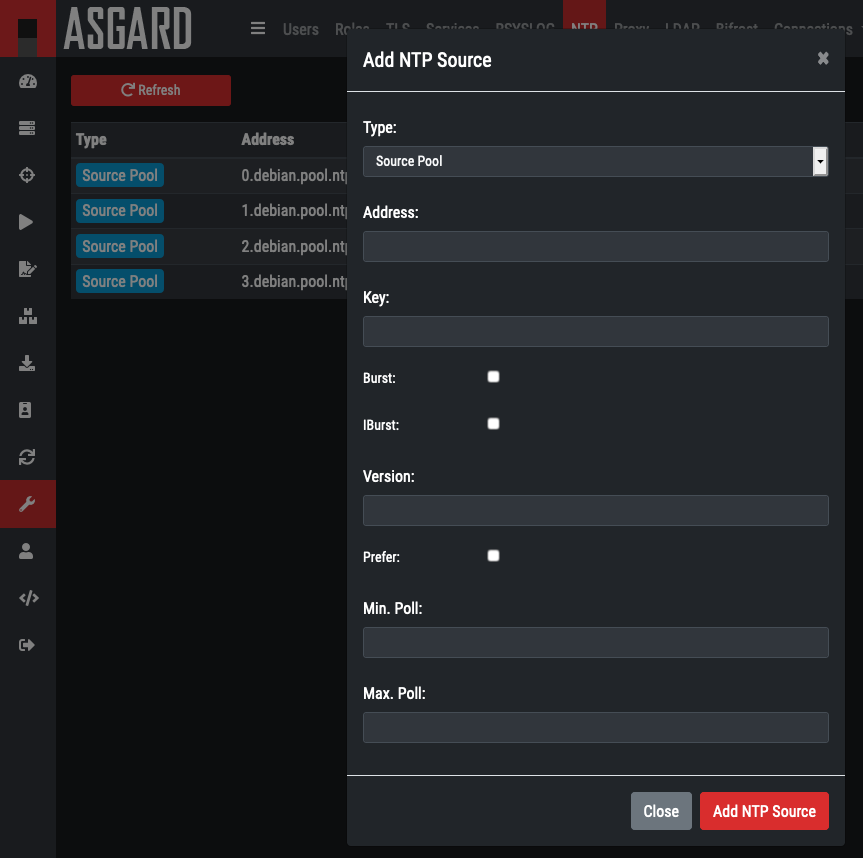 ASGARD
Users Roles TLS Services RSYSLOG NTP Proxy LDAP Bifrost Connections
Add NTP Source
Refresh
Type Address
Source Pool 0.debian.pool.ntp
Source Pool 1.debian.pool.ntp
Source Pool 2.debian.pool.ntp
Source Pool 3.debian.pool.ntp
Type:
Source Pool
Address:
Key:
Burst:
IBurst:
Version:
Prefer:
Min. Poll:
Max. Poll:
Close Add NTP Source